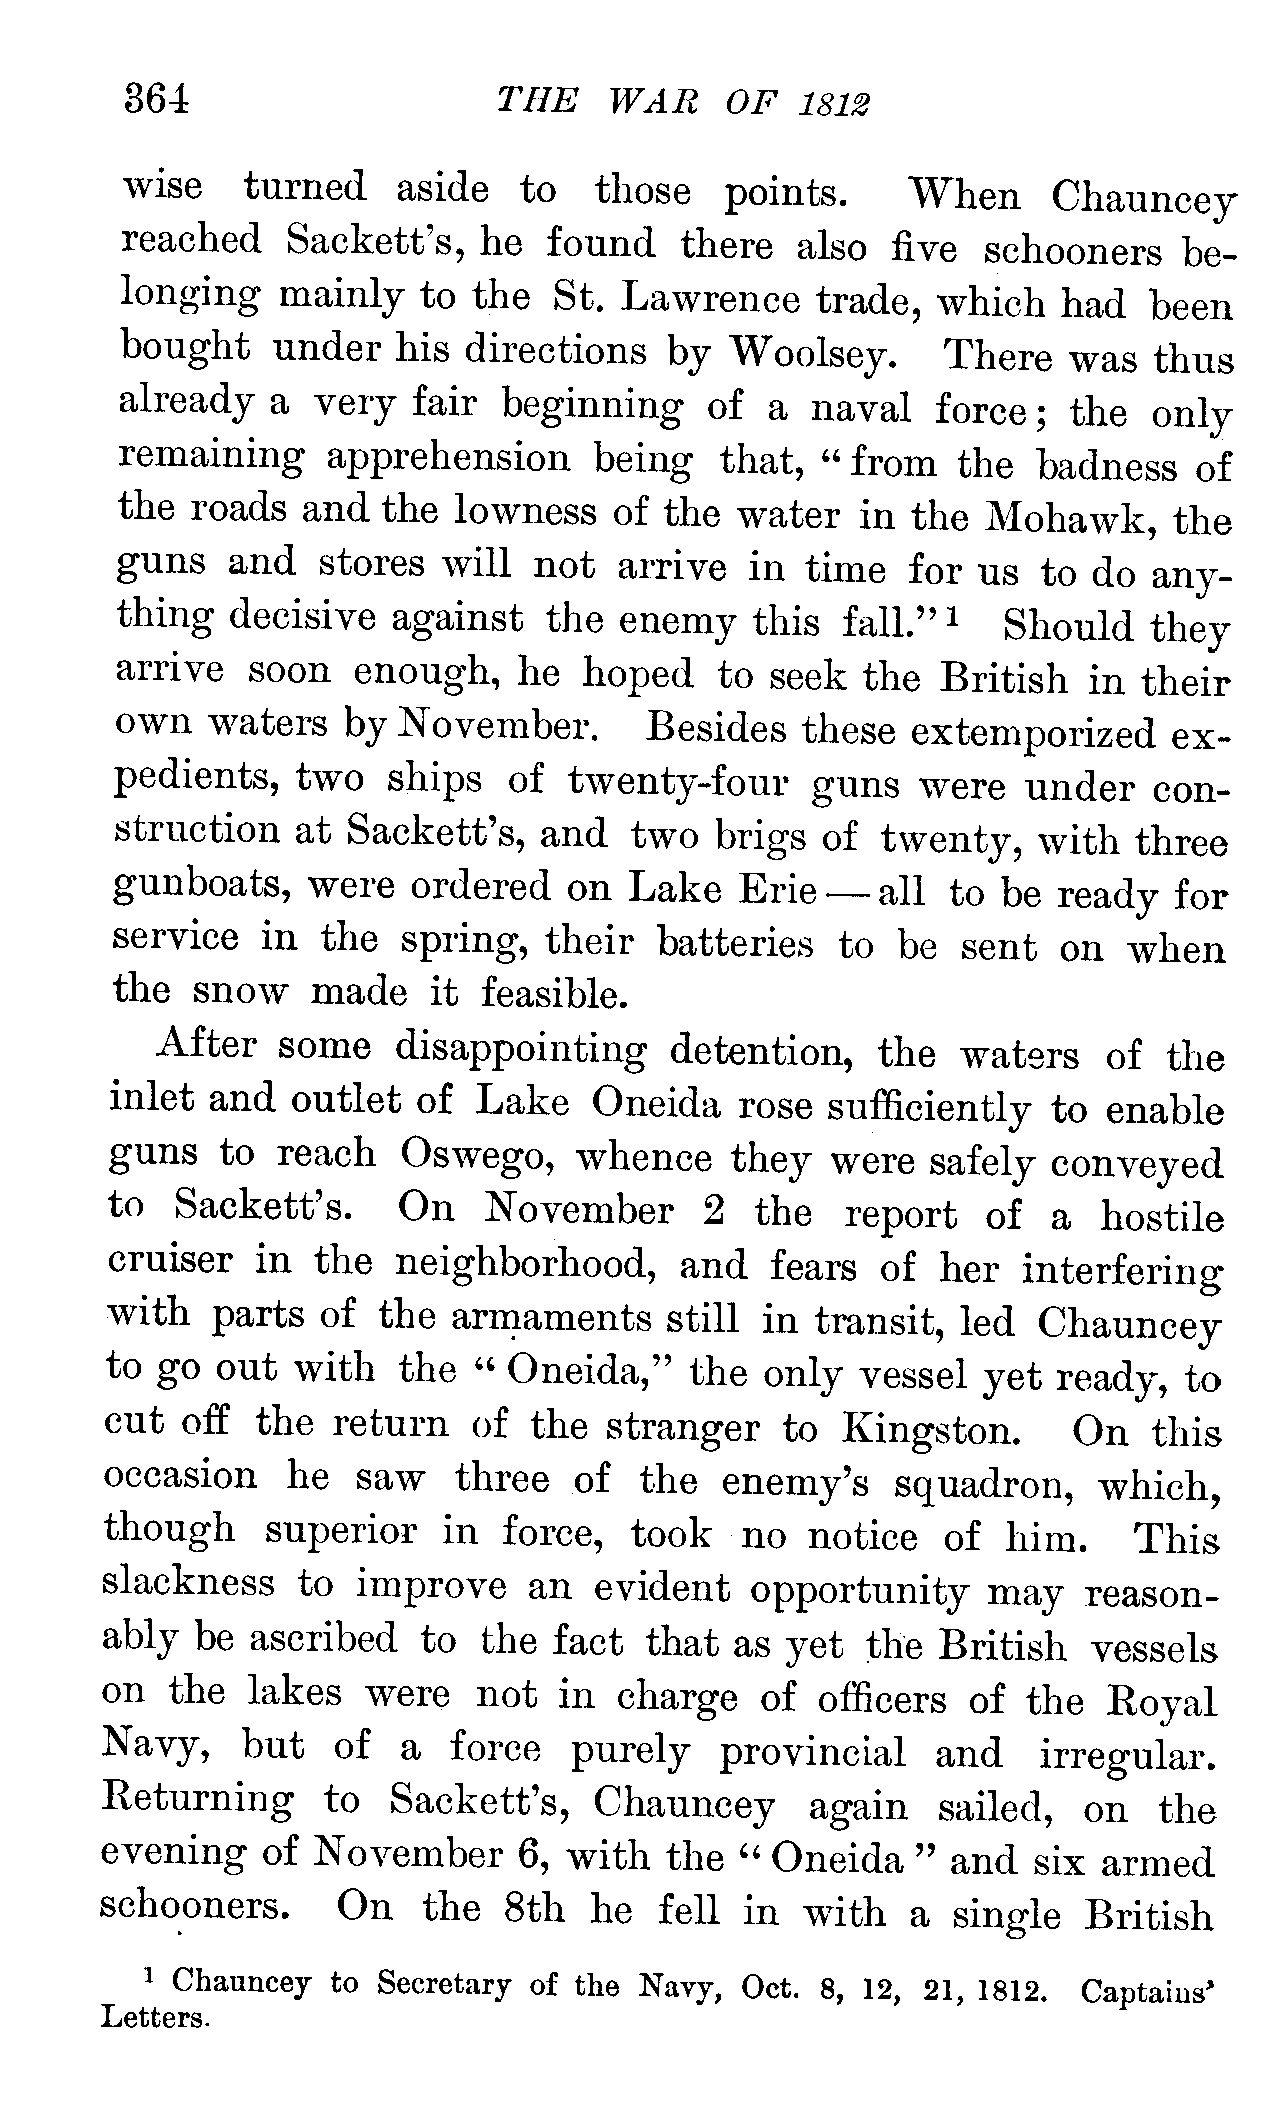 364 THE WAR OF 1812
wise turned aside to those points. When Chauncey
reached Sackett's, he found there also five schooners be-
longing mainly to the St. Lawrence trade, which had been
bought under his directions by Woolsey. There was thus
already a very fair beginning of a naval force; the only
remaining apprehension being that, "from the badness of
the roads and the lowness of the water in the Mohawk, the
guns and stores will not arrive in time for us to do any-
thing decisive against the enemy this fall."¹ Should they
arrive soon enough, he hoped to seek the British in their
own waters by November. Besides these extemporized ex-
pedients, two ships of twenty-four guns were under con-
struction at Sackett's, and two brigs of twenty, with three
gunboats, were ordered on Lake Erie — all to be ready for
service in the spring, their batteries to be sent on when
the snow made it feasible.
After some disappointing detention, the waters of the
inlet and outlet of Lake Oneida rose sufficiently to enable
guns to reach Oswego, whence they were safely conveyed
to Sackett's. On November 2 the report of a hostile
cruiser in the neighborhood, and fears of her interfering
with parts of the armaments still in transit, led Chauncey
to go out with the "Oneida," the only vessel yet ready, to
cut off the return of the stranger to Kingston. On this
occasion he saw three of the enemy's squadron, which,
though superior in force, took no notice of him. This
slackness to improve an evident opportunity may reason-
ably be ascribed to the fact that as yet the British vessels
on the lakes were not in charge of officers of the Royal
Navy, but of a force purely provincial and irregular.
Returning to Sackett's, Chauncey again sailed, on the
evening of November 6, with the "Oneida" and six armed
schooners. On the 8th he fell in with a single British
¹ Chauncey to Secretary of the Navy, Oct. 8, 12, 21, 1812. Captains'
Letters.